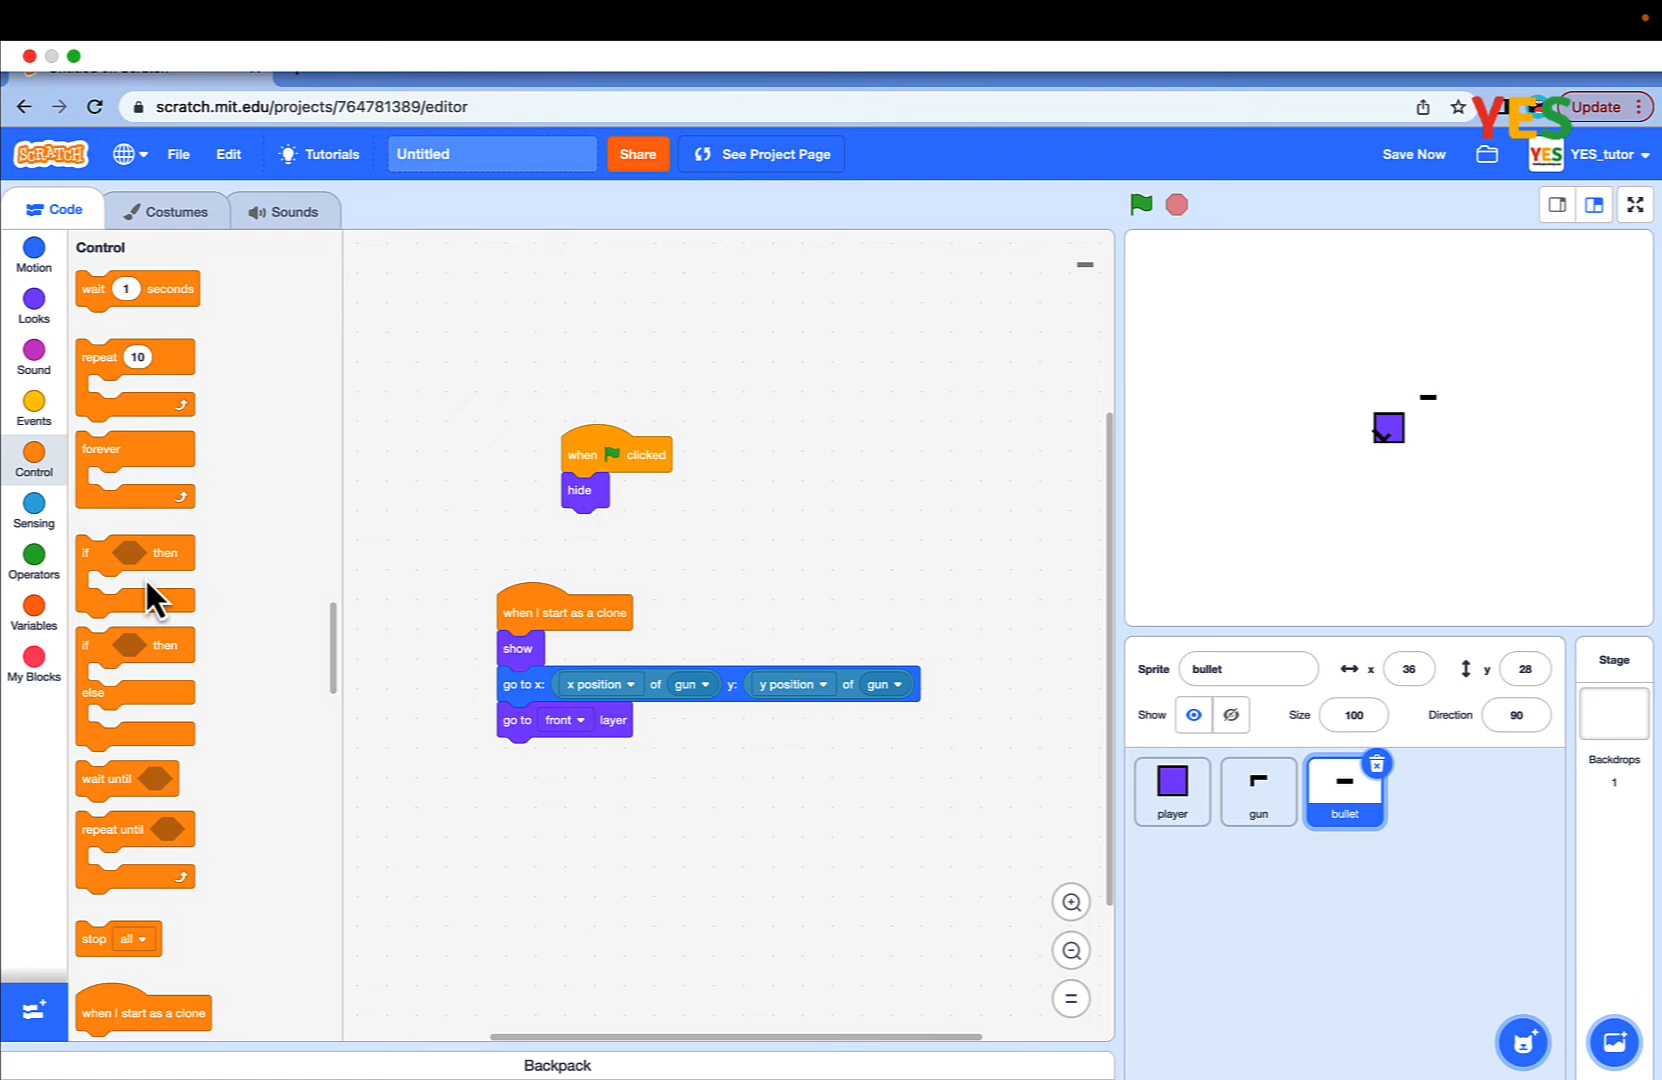 scratch.mit.edu/projects/764781389/editor
Update
YES
SCRATCH
File
Edit
Tutorials
Untitled
Share
See Project Page
Save Now
YES
YES_tutor
Code
Costumes
Sounds
Motion
Looks
Sound
Events
Control
Sensing
Operators
Variables
My Blocks
Control
wait 1 seconds
repeat 10
forever
if then
if then
else
wait until
repeat until
stop all
when I start as a clone
when clicked
hide
when I start as a clone
show
go to x: x position of gun y: y position of gun
go to front layer
Backpack
Sprite bullet x 36 y 28
Show Size 100 Direction 90
player
gun
bullet
Stage
Backdrops
1